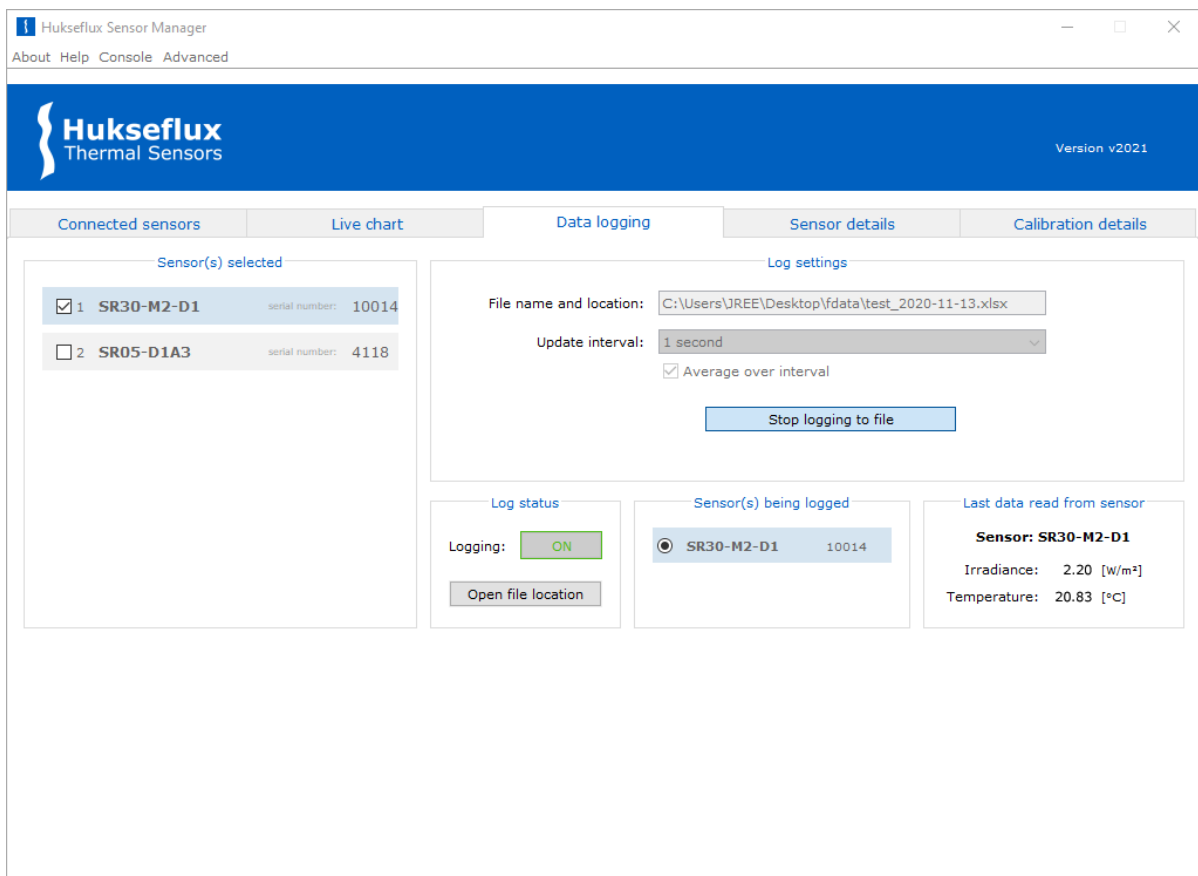 Hukseflux Sensor Manager
About Help Console Advanced
Hukseflux
Thermal Sensors
Version v2021
Connected sensors
Live chart
Data logging
Sensor details
Calibration details
Sensor(s) selected
1 SR30-M2-D1 serial number: 10014
2 SR05-D1A3 serial number: 4118
Log settings
File name and location: C:\Users\JREE\Desktop\fdata\test_2020-11-13.xlsx
Update interval: 1 second
Average over interval
Stop logging to file
Log status
Logging: ON
Open file location
Sensor(s) being logged
SR30-M2-D1 10014
Last data read from sensor
Sensor: SR30-M2-D1
Irradiance: 2.20 [W/m²]
Temperature: 20.83 [°C]